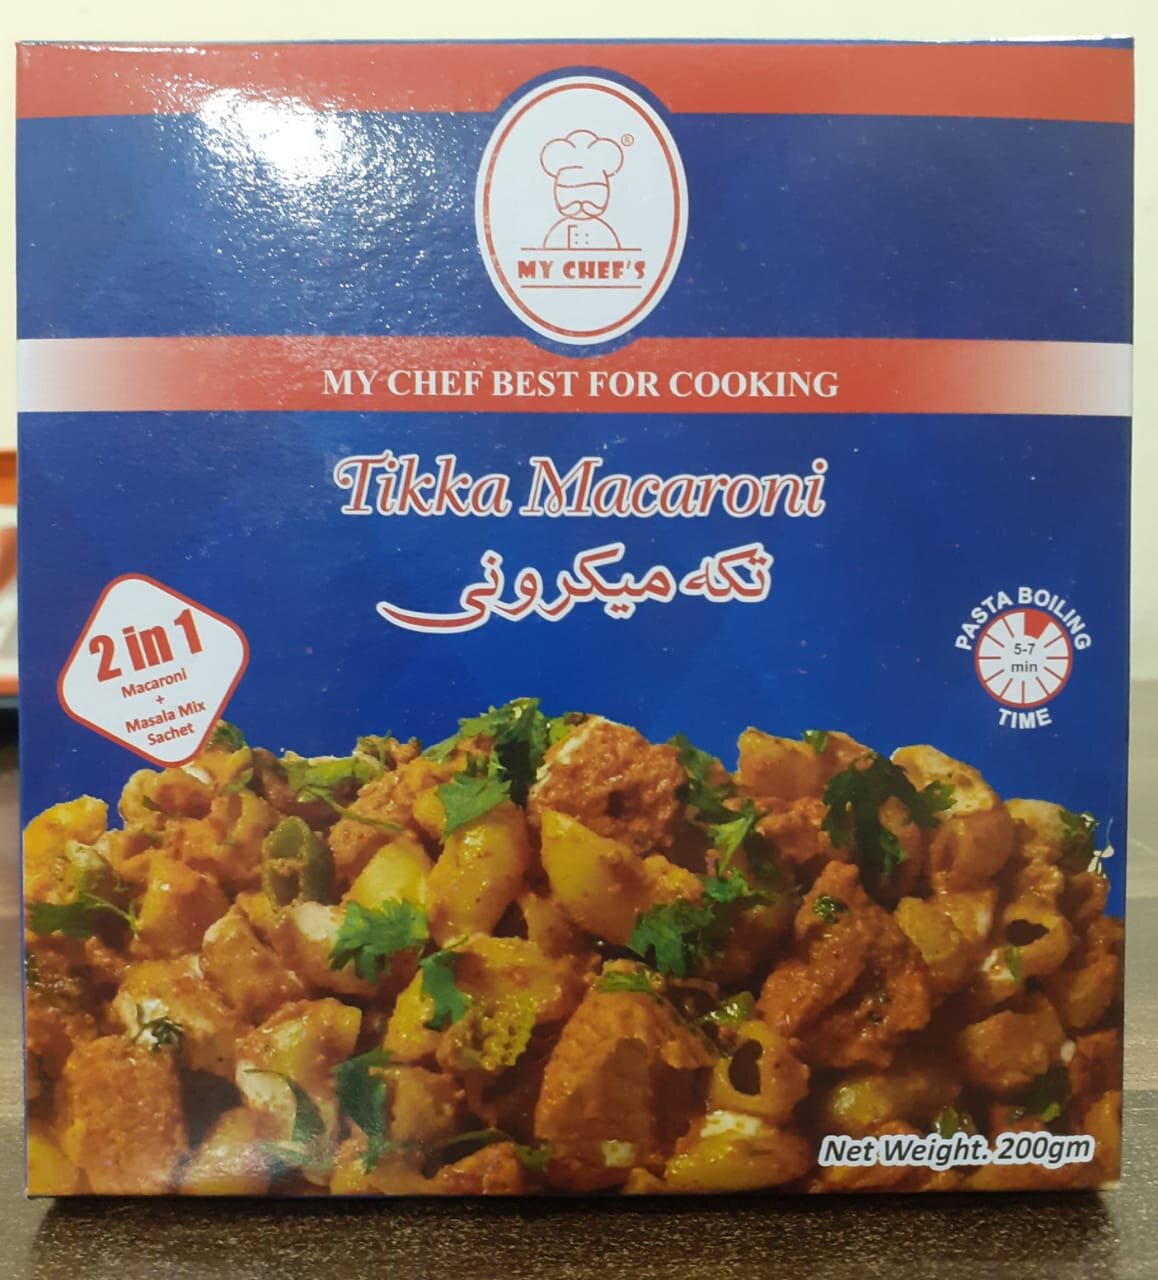 ®
MY CHEF'S
MY CHEF BEST FOR COOKING
Tikka Macaroni
تکہ میکرونی
2 in 1
Macaroni
+
Masala Mix
Sachet
PASTA BOILING
5-7
min
TIME
Net Weight. 200gm